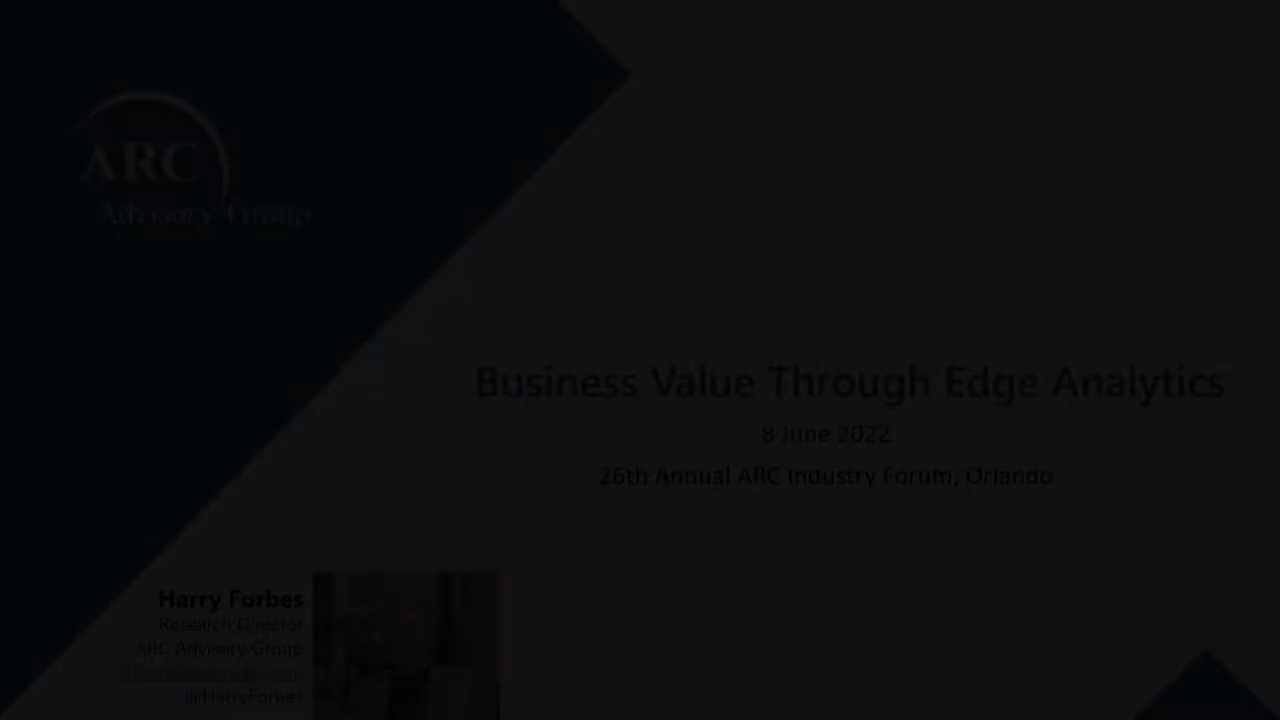 ARC
Advisory Group
Business Value Through Edge Analytics
8 June 2022
26th Annual ARC Industry Forum, Orlando
Harry Forbes
Research Director
ARC Advisory Group
@HarryForbes